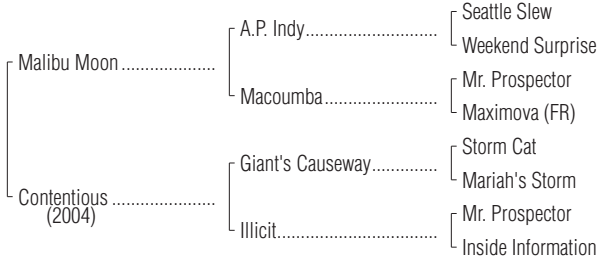 Seattle Slew
A.P. Indy....................
Weekend Surprise
Malibu Moon....................
Mr. Prospector
Macoumba....................
Maximova (FR)
Storm Cat
Giant's Causeway....................
Mariah's Storm
Contentious....................
(2004)
Mr. Prospector
Illicit....................
Inside Information